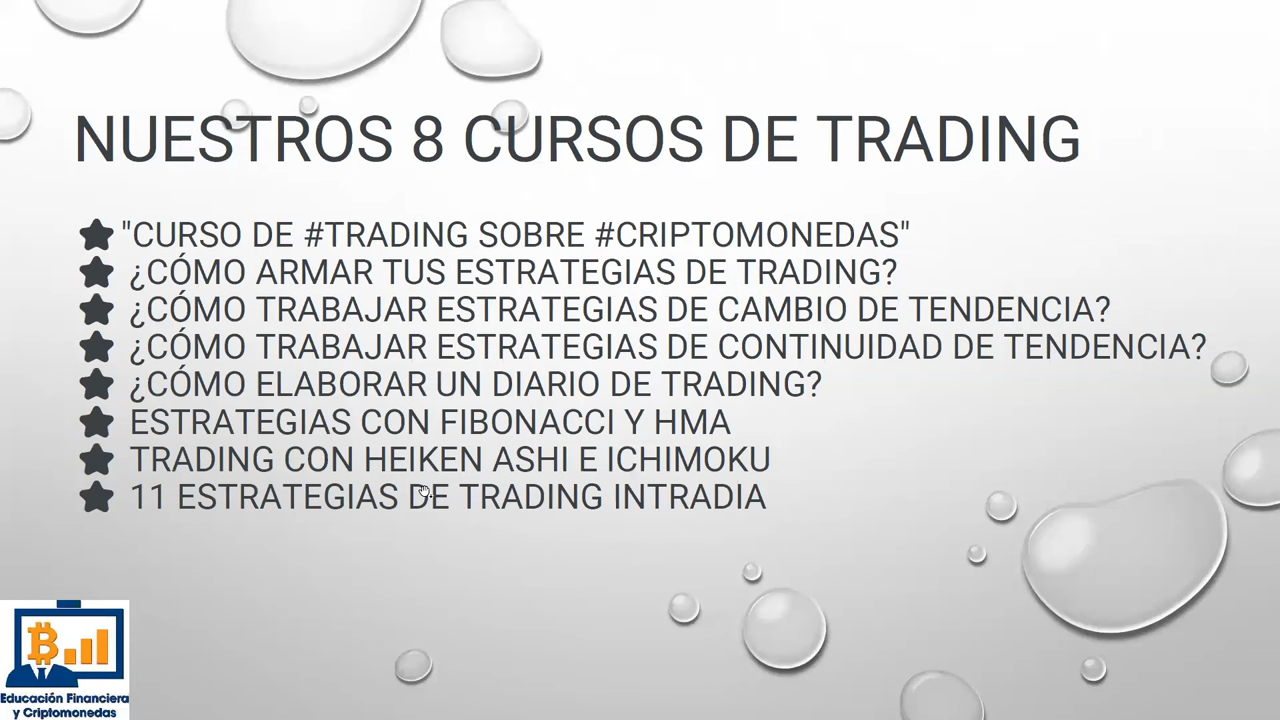 NUESTROS 8 CURSOS DE TRADING
"CURSO DE #TRADING SOBRE #CRIPTOMONEDAS"
¿CÓMO ARMAR TUS ESTRATEGIAS DE TRADING?
¿CÓMO TRABAJAR ESTRATEGIAS DE CAMBIO DE TENDENCIA?
¿CÓMO TRABAJAR ESTRATEGIAS DE CONTINUIDAD DE TENDENCIA?
¿CÓMO ELABORAR UN DIARIO DE TRADING?
ESTRATEGIAS CON FIBONACCI Y HMA
TRADING CON HEIKEN ASHI E ICHIMOKU
11 ESTRATEGIAS DE TRADING INTRADIA
Educación Financiera
y Criptomonedas